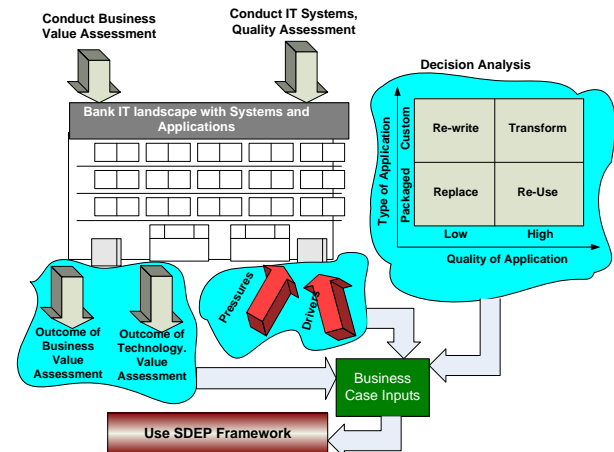 Conduct Business
Value Assessment
Conduct IT Systems,
Quality Assessment
Bank IT landscape with Systems and
Applications
Decision Analysis
Type of Application
Custom
Packaged
Re-write
Transform
Replace
Re-Use
Low
High
Quality of Application
Pressures
Drivers
Outcome of
Business
Value
Assessment
Outcome of
Technology.
Value
Assessment
Business
Case Inputs
Use SDEP Framework